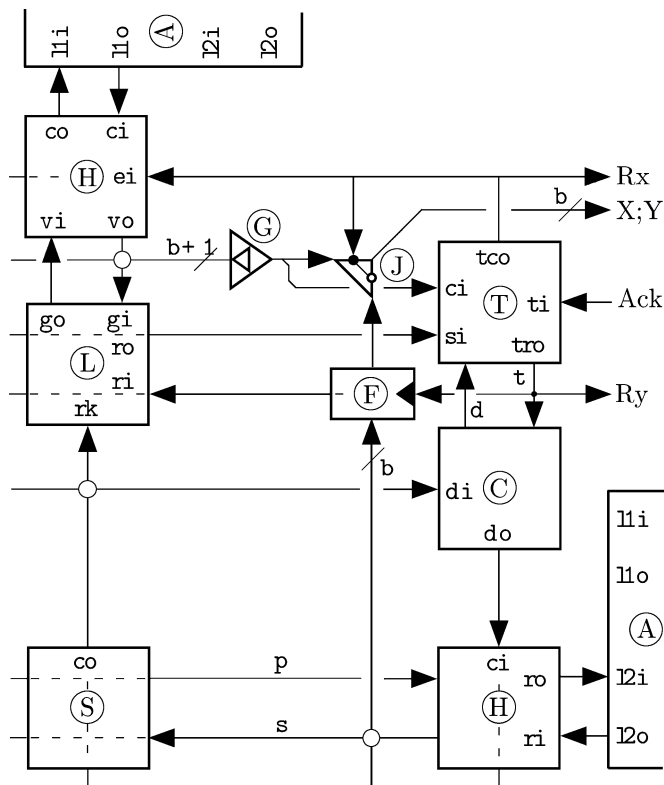 l1i l1o A l2i l2o
co ci
H ei Rx
vi vo b X;Y
b+ 1 G J
tco
ci T ti Ack
go gi si
ro tro
L ri F t Ry
rk d
b
di C
do
l1i
l1o
A
co p ci ro l2i
S H
s ri l2o